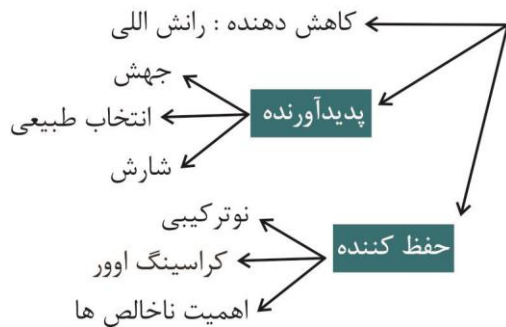 کاهش دهنده : رانش اللی
پدیدآورنده
جهش
انتخاب طبیعی
شارش
حفظ کننده
نوترکیبی
کراسینگ اوور
اهمیت ناخالص ها